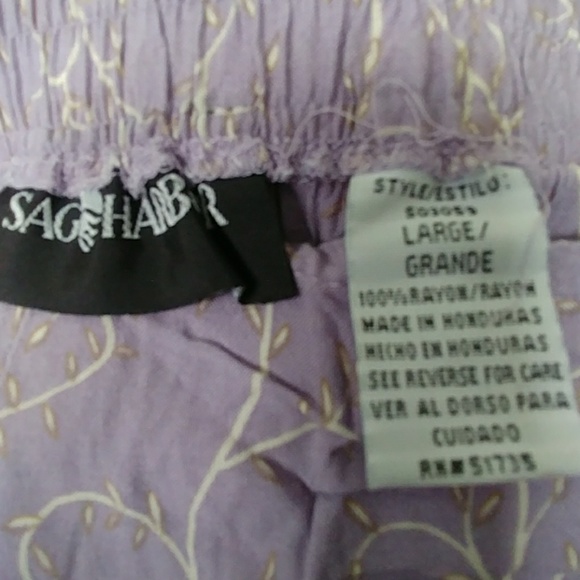 SAG HARBOR
STYLE/ESTILO:
503053
LARGE/
GRANDE
100% RAYON/RAYON
MADE IN HONDURAS
HECHO EN HONDURAS
SEE REVERSE FOR CARE
VER AL DORSO PARA
CUIDADO
RN# 51735